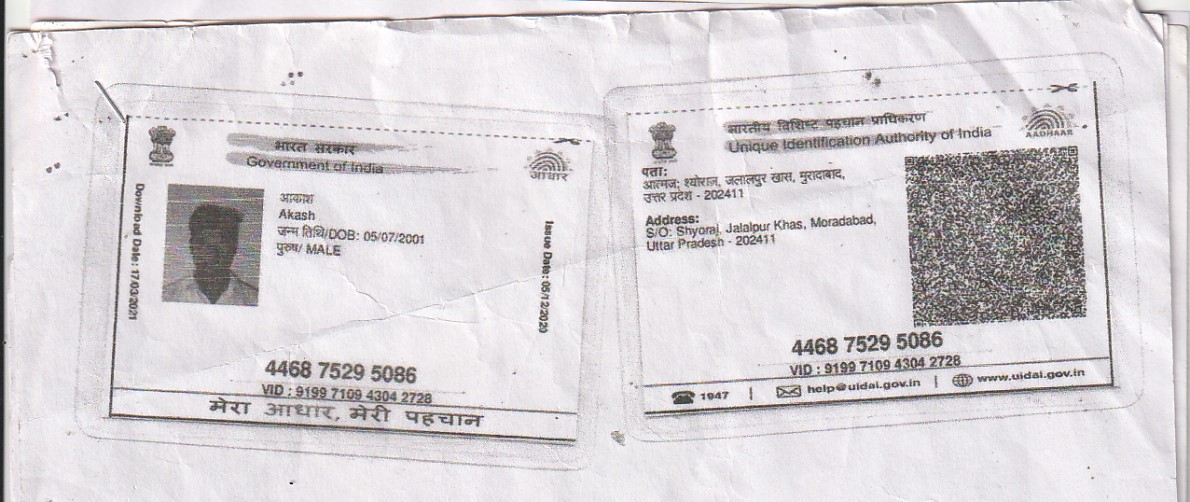 भारत सरकार
Government of India
आधार
Download Date: 17/03/2021
आकाश
Akash
जन्म तिथि/DOB: 05/07/2001
पुरुष/ MALE
Issue Date: 05/12/2020
4468 7529 5086
VID : 9199 7109 4304 2728
मेरा आधार, मेरी पहचान
भारतीय विशिष्ट पहचान प्राधिकरण
Unique Identification Authority of India
AADHAAR
पता:
आत्मज: श्योराज, जलालपुर खास, मुरादाबाद,
उत्तर प्रदेश - 202411
Address:
S/O: Shyoraj, Jalalpur Khas, Moradabad,
Uttar Pradesh - 202411
4468 7529 5086
VID : 9199 7109 4304 2728
1947 | help@uidai.gov.in | www.uidai.gov.in